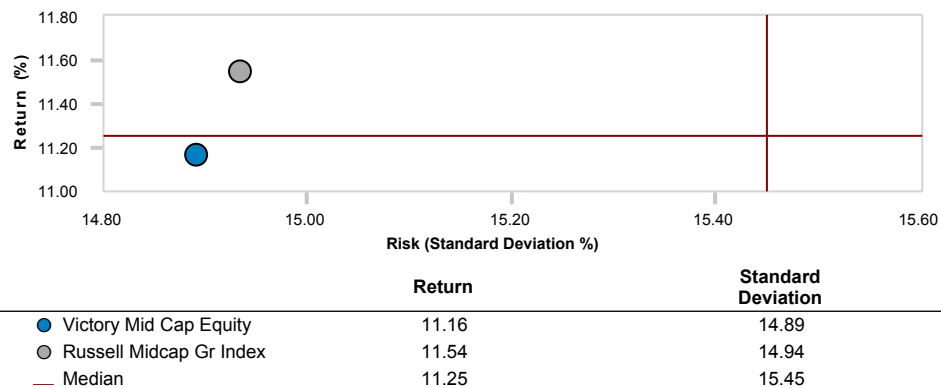 11.80
11.60
11.40
11.20
11.00
Return (%)
14.80 15.00 15.20 15.40 15.60
Risk (Standard Deviation %)
Return Standard Deviation
Victory Mid Cap Equity 11.16 14.89
Russell Midcap Gr Index 11.54 14.94
Median 11.25 15.45